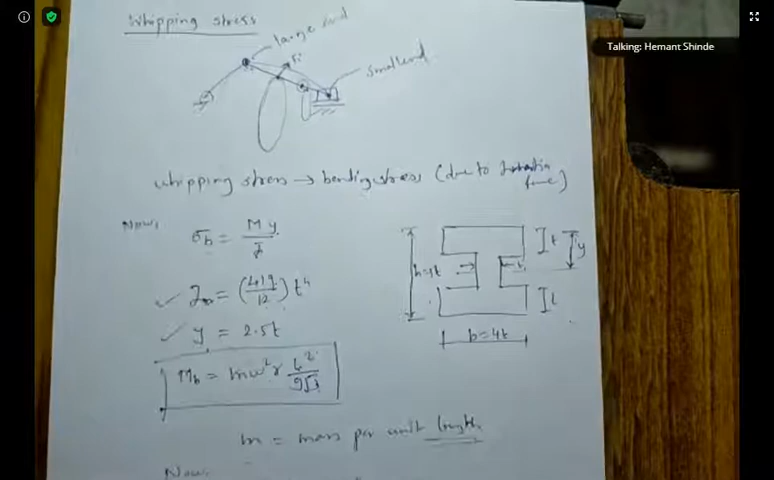 Talking: Hemant Shinde
Whipping stress
large end
Fi
small end
whipping stress → bending stress (due to Inertia force)
Now,
σb = My / I
I = (419/12) t⁴
y = 2.5t
Mb = mω²r L²/9√3
m = mass per unit length
Now,
t
y
t
t
b=4t